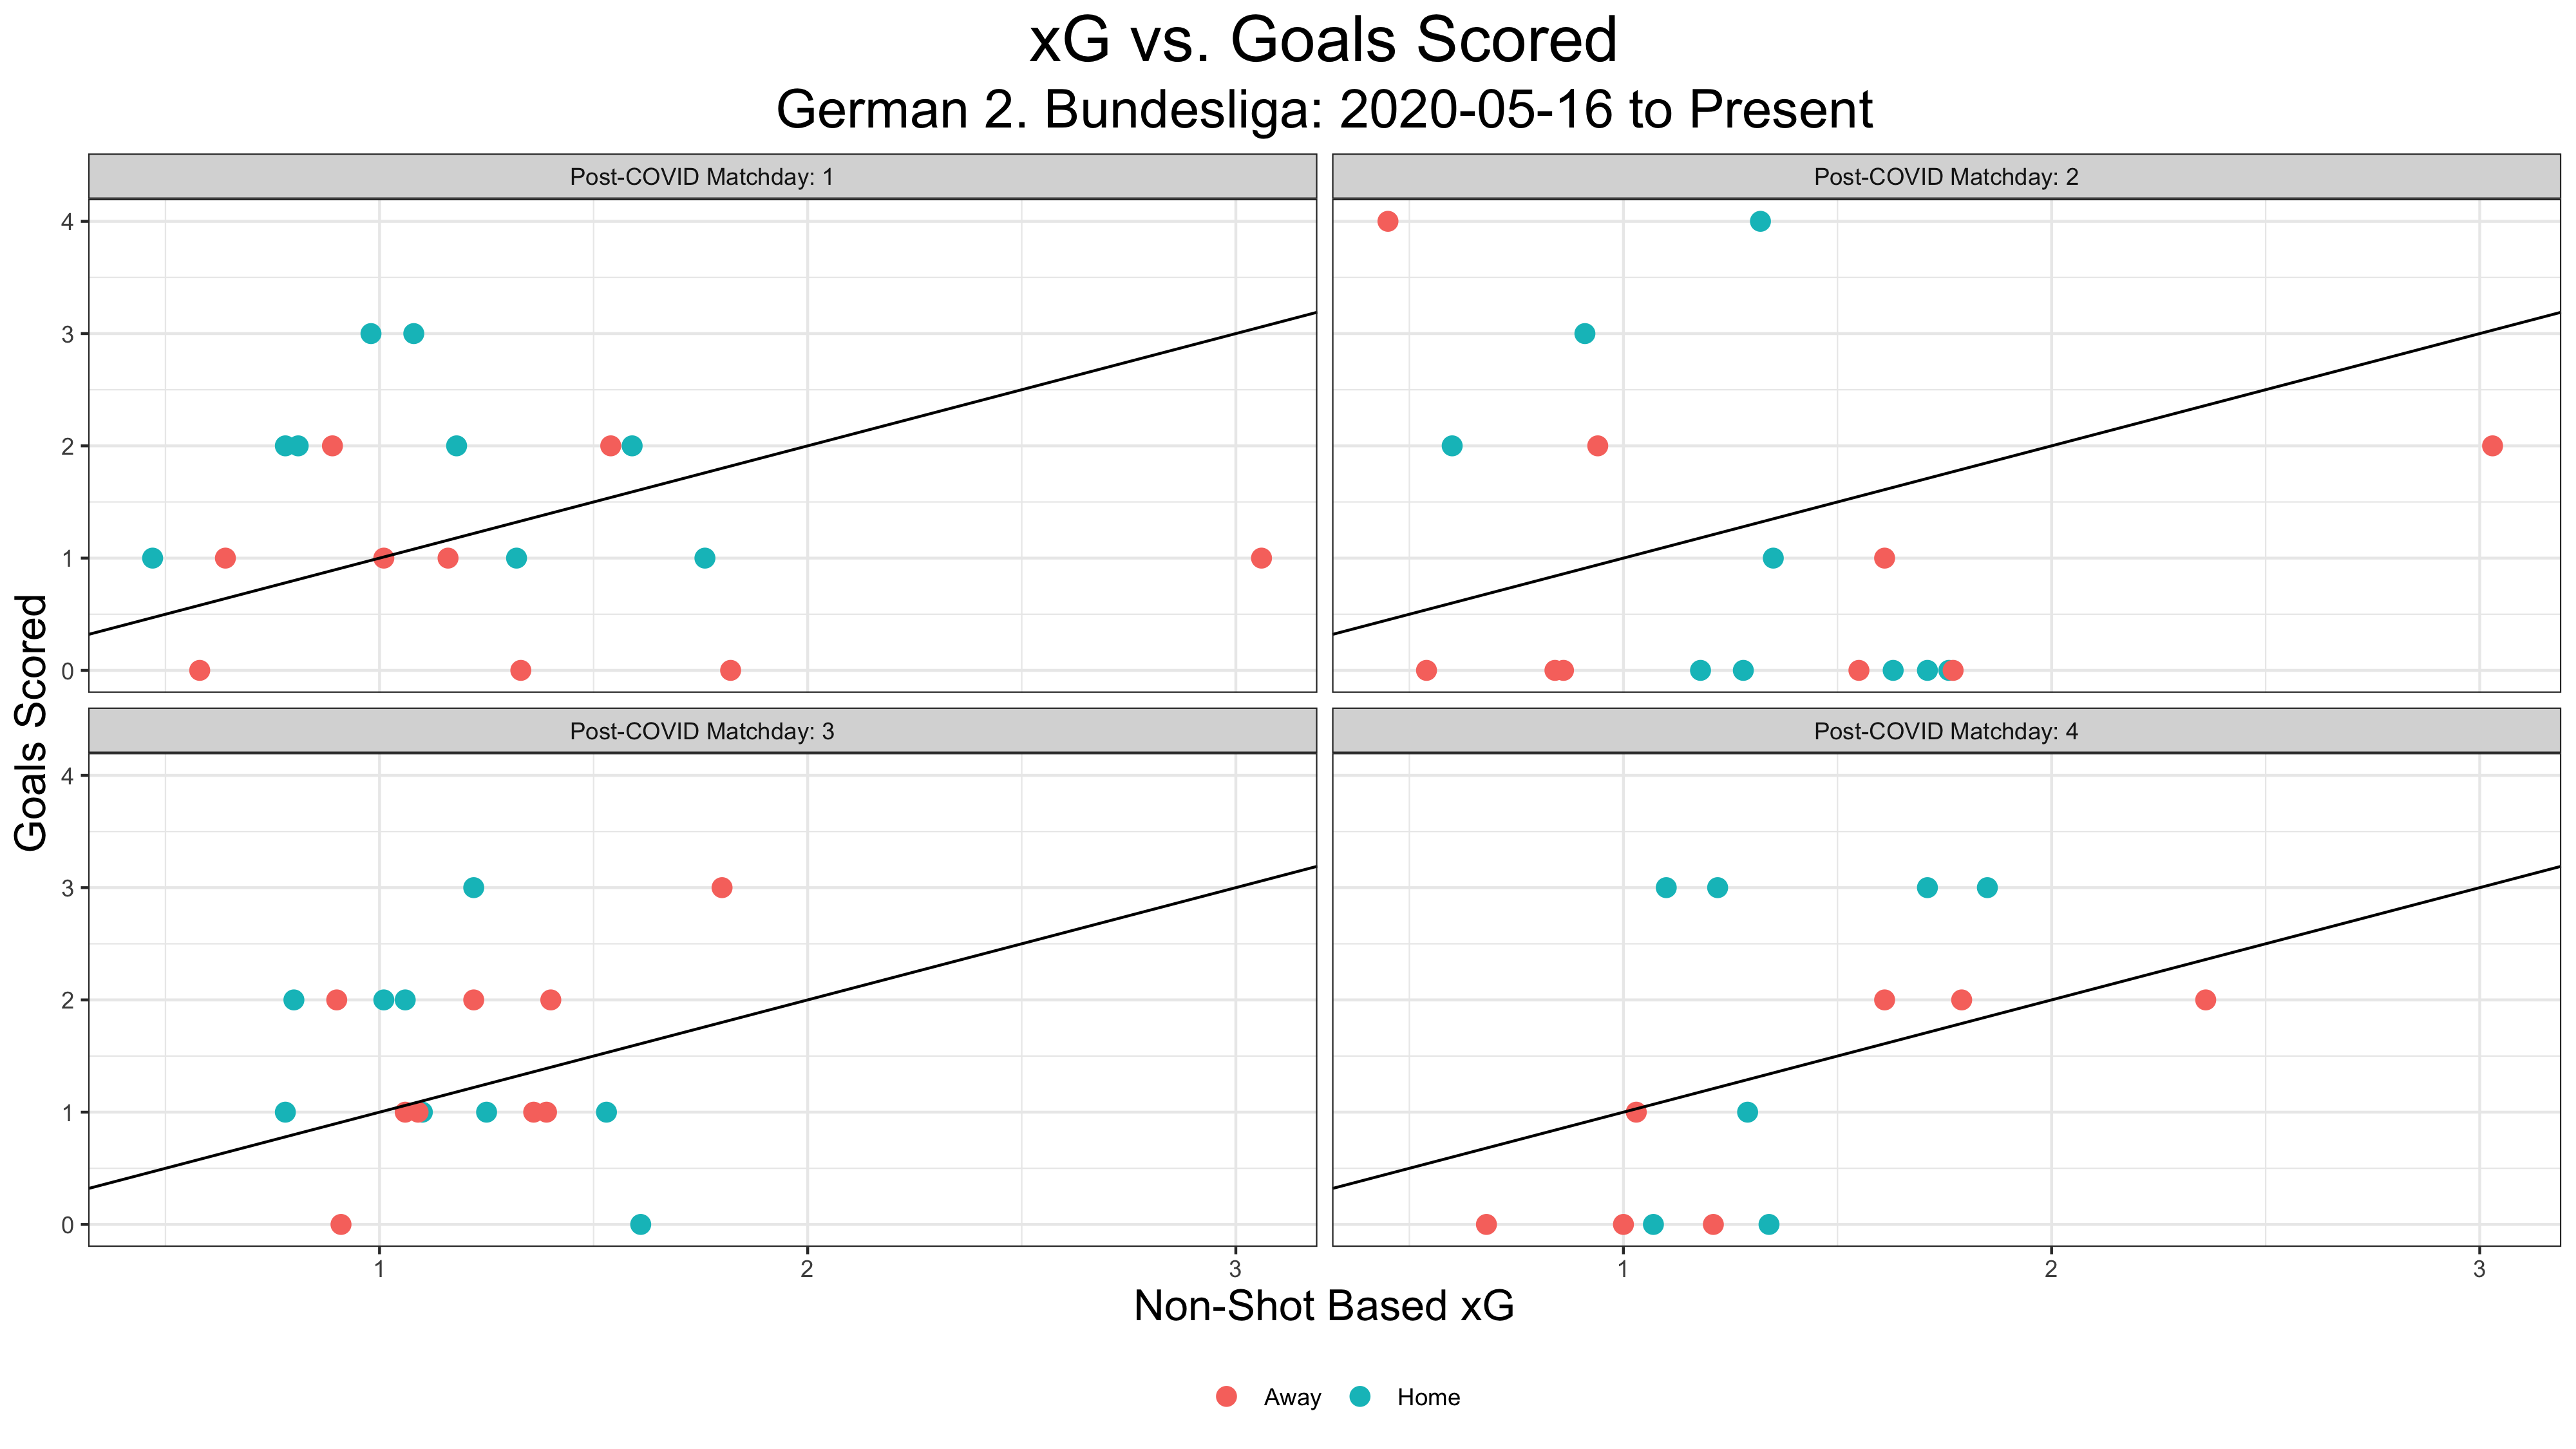 xG vs. Goals Scored
German 2. Bundesliga: 2020-05-16 to Present
Post-COVID Matchday: 1
Post-COVID Matchday: 2
4
3
2
1
0
Post-COVID Matchday: 3
Post-COVID Matchday: 4
4
3
2
1
0
Goals Scored
1 2 3 1 2 3
Non-Shot Based xG
Away Home